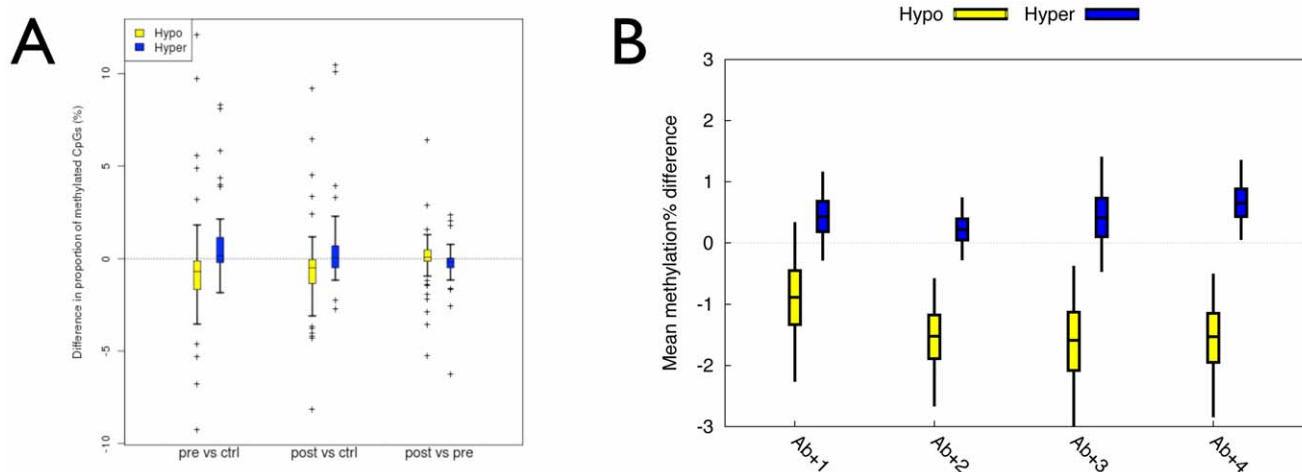 A
Hypo
Hyper
Difference in proportion of methylated CpGs (%)
10
5
0
-5
-10
pre vs ctrl
post vs ctrl
post vs pre
B
Hypo
Hyper
Mean methylation% difference
3
2
1
0
-1
-2
-3
Ab+1
Ab+2
Ab+3
Ab+4